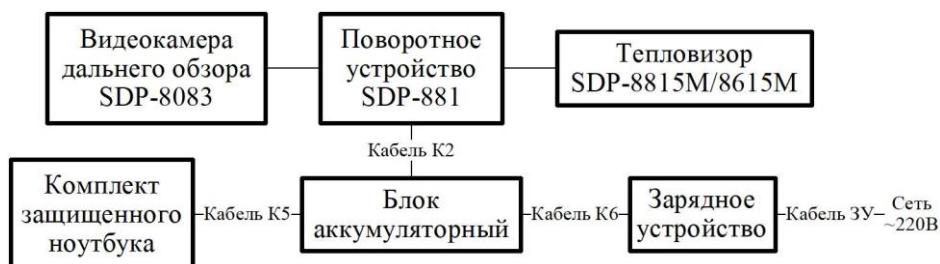 Видеокамера
дальнего обзора
SDP-8083
Поворотное
устройство
SDP-881
Тепловизор
SDP-8815M/8615M
Кабель К2
Комплект
защищенного
ноутбука
Кабель К5
Блок
аккумуляторный
Кабель К6
Зарядное
устройство
Кабель ЗУ
Сеть
~220В